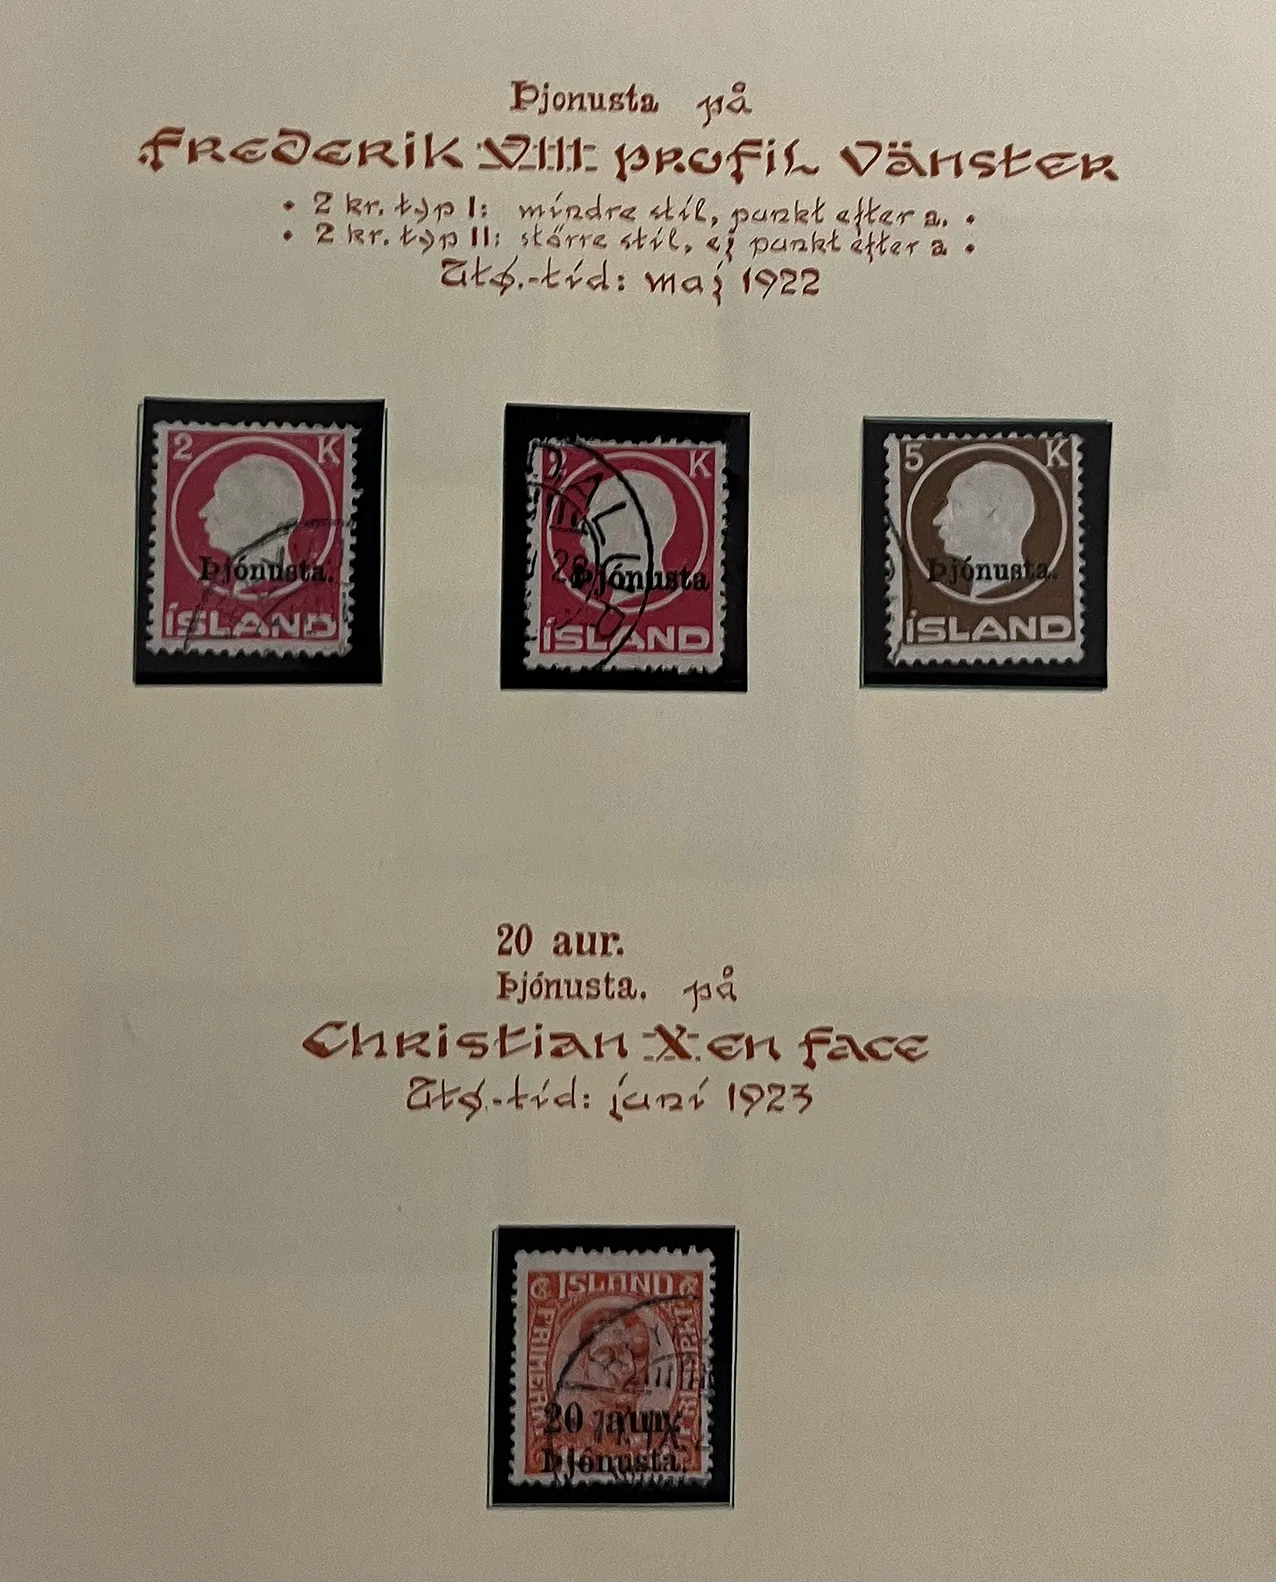 Þjonusta på
Frederik VIII profil vänster
• 2 kr. typ I: mindre stil, punkt efter a. •
• 2 kr. typ II: större stil, ej punkt efter a •
Utg.-tid: maj 1922
2 K
Þjónusta.
ÍSLAND
2 K
Þjónusta
ÍSLAND
5 K
Þjónusta.
ÍSLAND
20 aur.
Þjónusta. på
Christian X en face
Utg.-tid: juni 1923
ÍSLAND
20 aur.
Þjónusta.